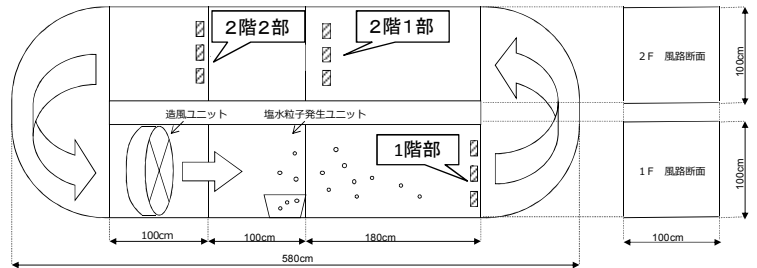 2階2部
2階1部
2F 風路断面
100cm
造風ユニット
塩水粒子発生ユニット
1階部
1F 風路断面
100cm
100cm
100cm
180cm
100cm
580cm